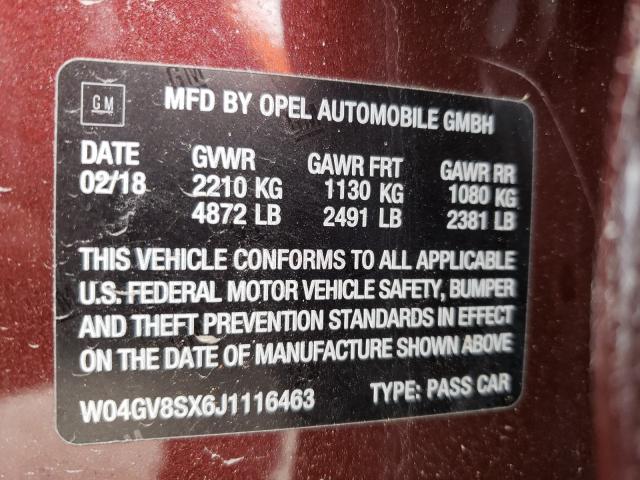 GM
MFD BY OPEL AUTOMOBILE GMBH
DATE GVWR GAWR FRT GAWR RR
02/18 2210 KG 1130 KG 1080 KG
4872 LB 2491 LB 2381 LB
THIS VEHICLE CONFORMS TO ALL APPLICABLE
U.S. FEDERAL MOTOR VEHICLE SAFETY, BUMPER
AND THEFT PREVENTION STANDARDS IN EFFECT
ON THE DATE OF MANUFACTURE SHOWN ABOVE
W04GV8SX6J1116463 TYPE: PASS CAR